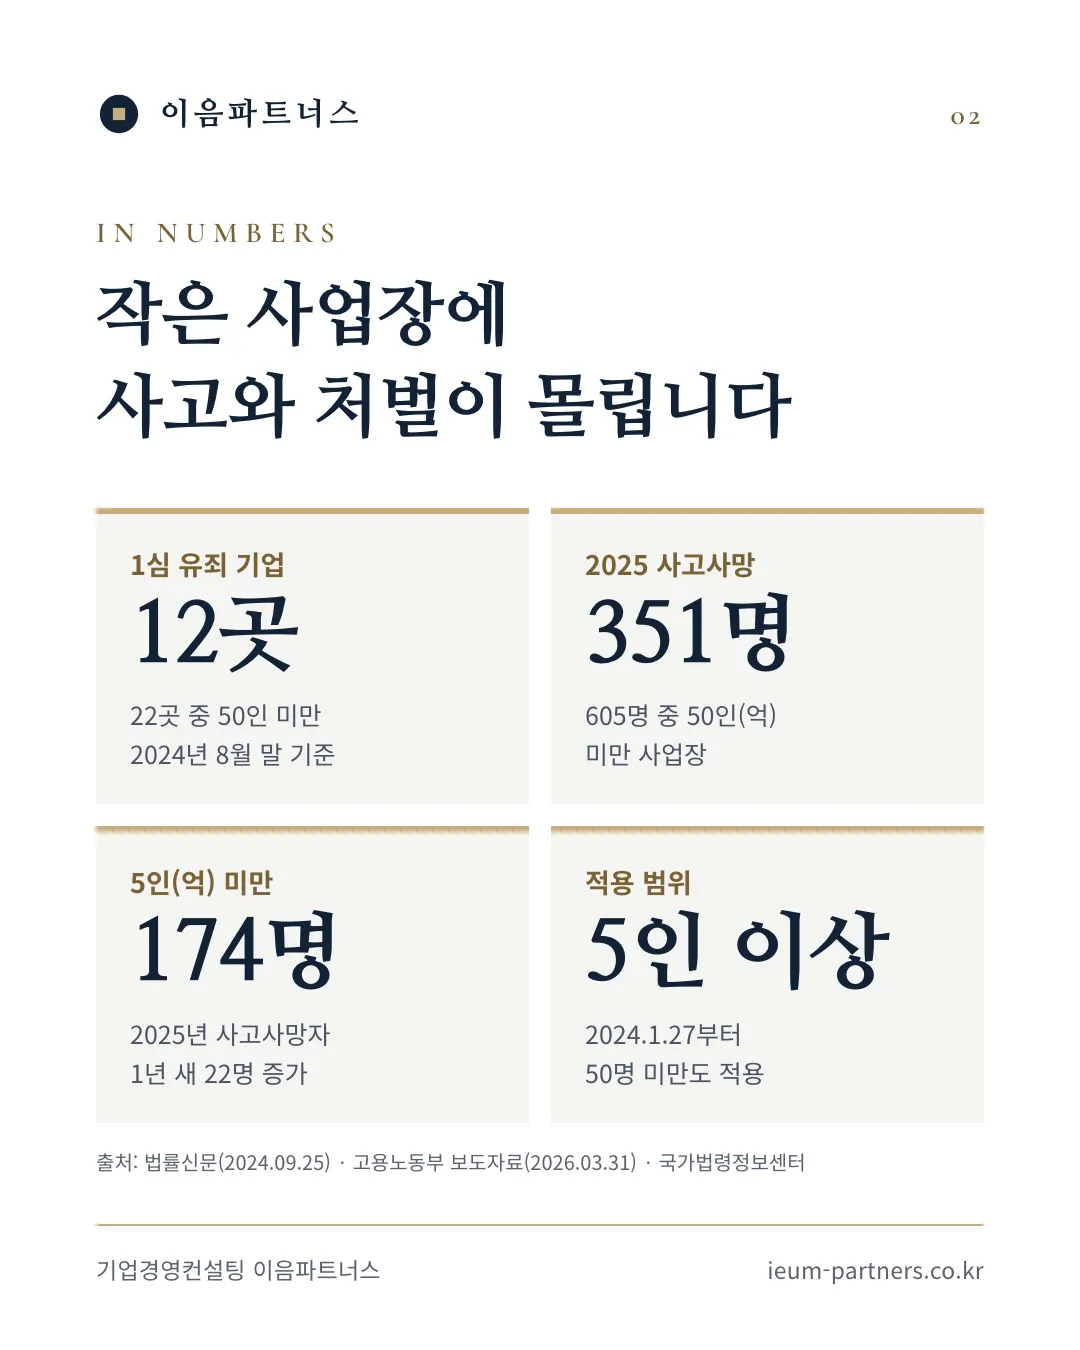 이음파트너스
02
IN NUMBERS
작은 사업장에
사고와 처벌이 몰립니다
1심 유죄 기업
12곳
22곳 중 50인 미만
2024년 8월 말 기준
2025 사고사망
351명
605명 중 50인(억)
미만 사업장
5인(억) 미만
174명
2025년 사고사망자
1년 새 22명 증가
적용 범위
5인 이상
2024.1.27부터
50명 미만도 적용
출처: 법률신문(2024.09.25) · 고용노동부 보도자료(2026.03.31) · 국가법령정보센터
기업경영컨설팅 이음파트너스
ieum-partners.co.kr